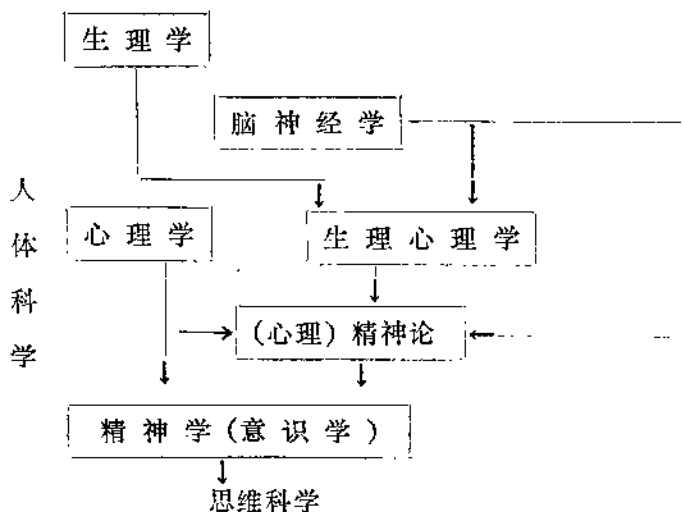 生理学
脑神经学
人体科学
心理学
生理心理学
(心理)精神论
精神学(意识学)
思维科学